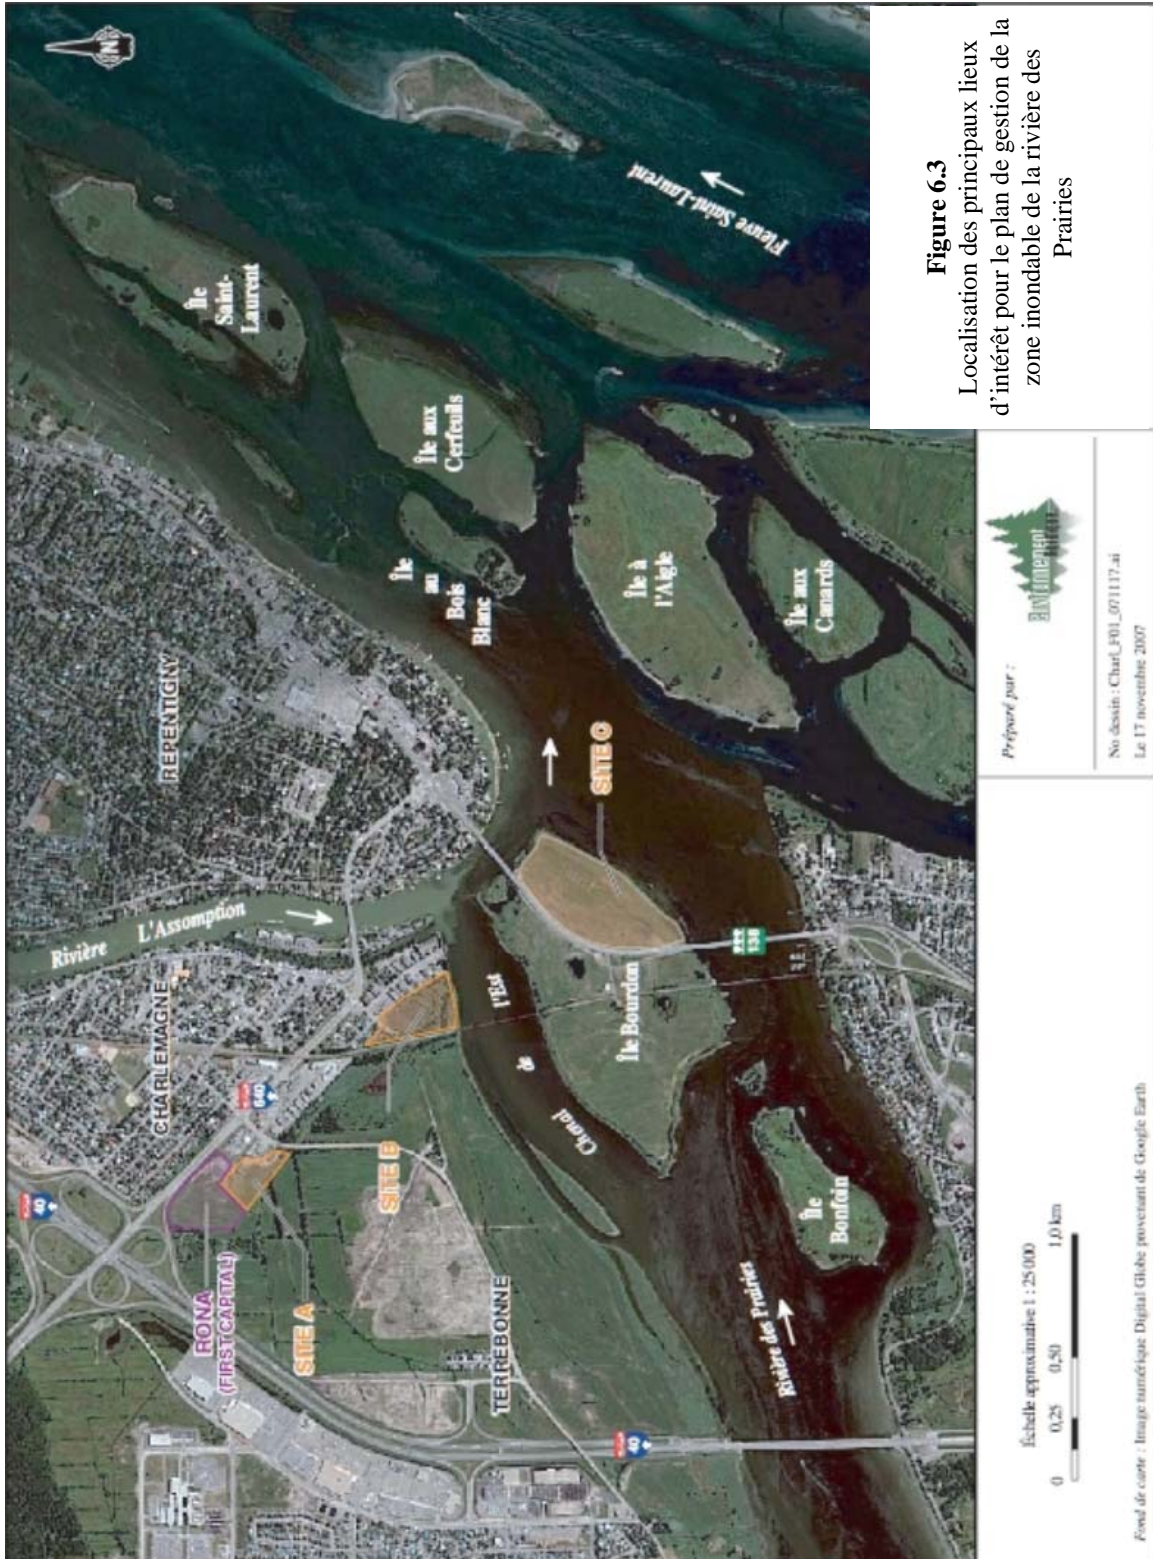 Figure 6.3
Localisation des principaux lieux
d'intérêt pour le plan de gestion de la
zone inondable de la rivière des
Prairies
N
Fleuve Saint-Laurent
Île
Saint-
Laurent
Île aux
Cerfeuils
Île
au
Bois
Blanc
Île à
l'Aigle
Île aux
Canards
REPENTIGNY
Rivière L'Assomption
CHARLEMAGNE
SITE C
138
Île Bourdon
Chenal de l'Est
640
40
RONA
(FIRST CAPITAL)
SITE A
SITE B
TERREBONNE
Île
Bonfoin
Rivière des Prairies
40
Préparé par :
No dessin : Charl_F01_071117.ai
Le 17 novembre 2007
Échelle approximative 1 : 25 000
0 0,25 0,50 1,0 km
Fond de carte : Image numérique Digital Globe provenant de Google Earth